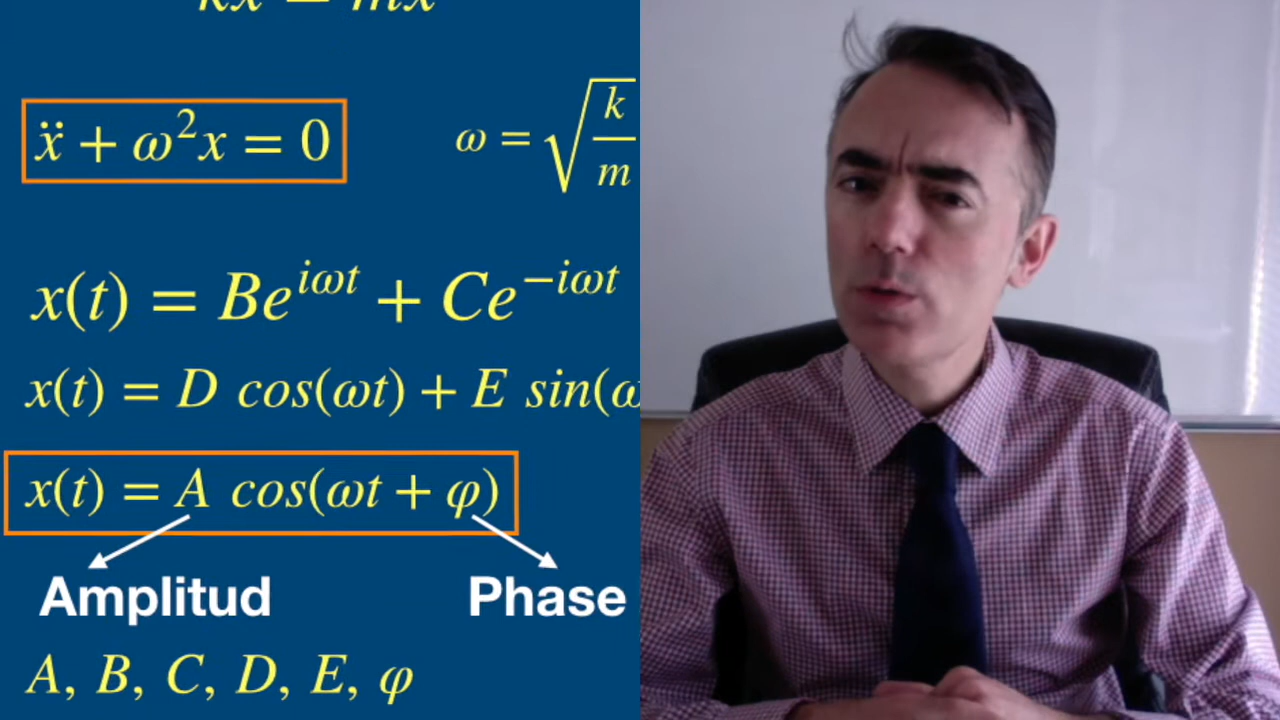 ẍ + ω²x = 0
ω = √(k/m)
x(t) = Be^{iωt} + Ce^{−iωt}
x(t) = D cos(ωt) + E sin(ω
x(t) = A cos(ωt + φ)
Amplitud
Phase
A, B, C, D, E, φ